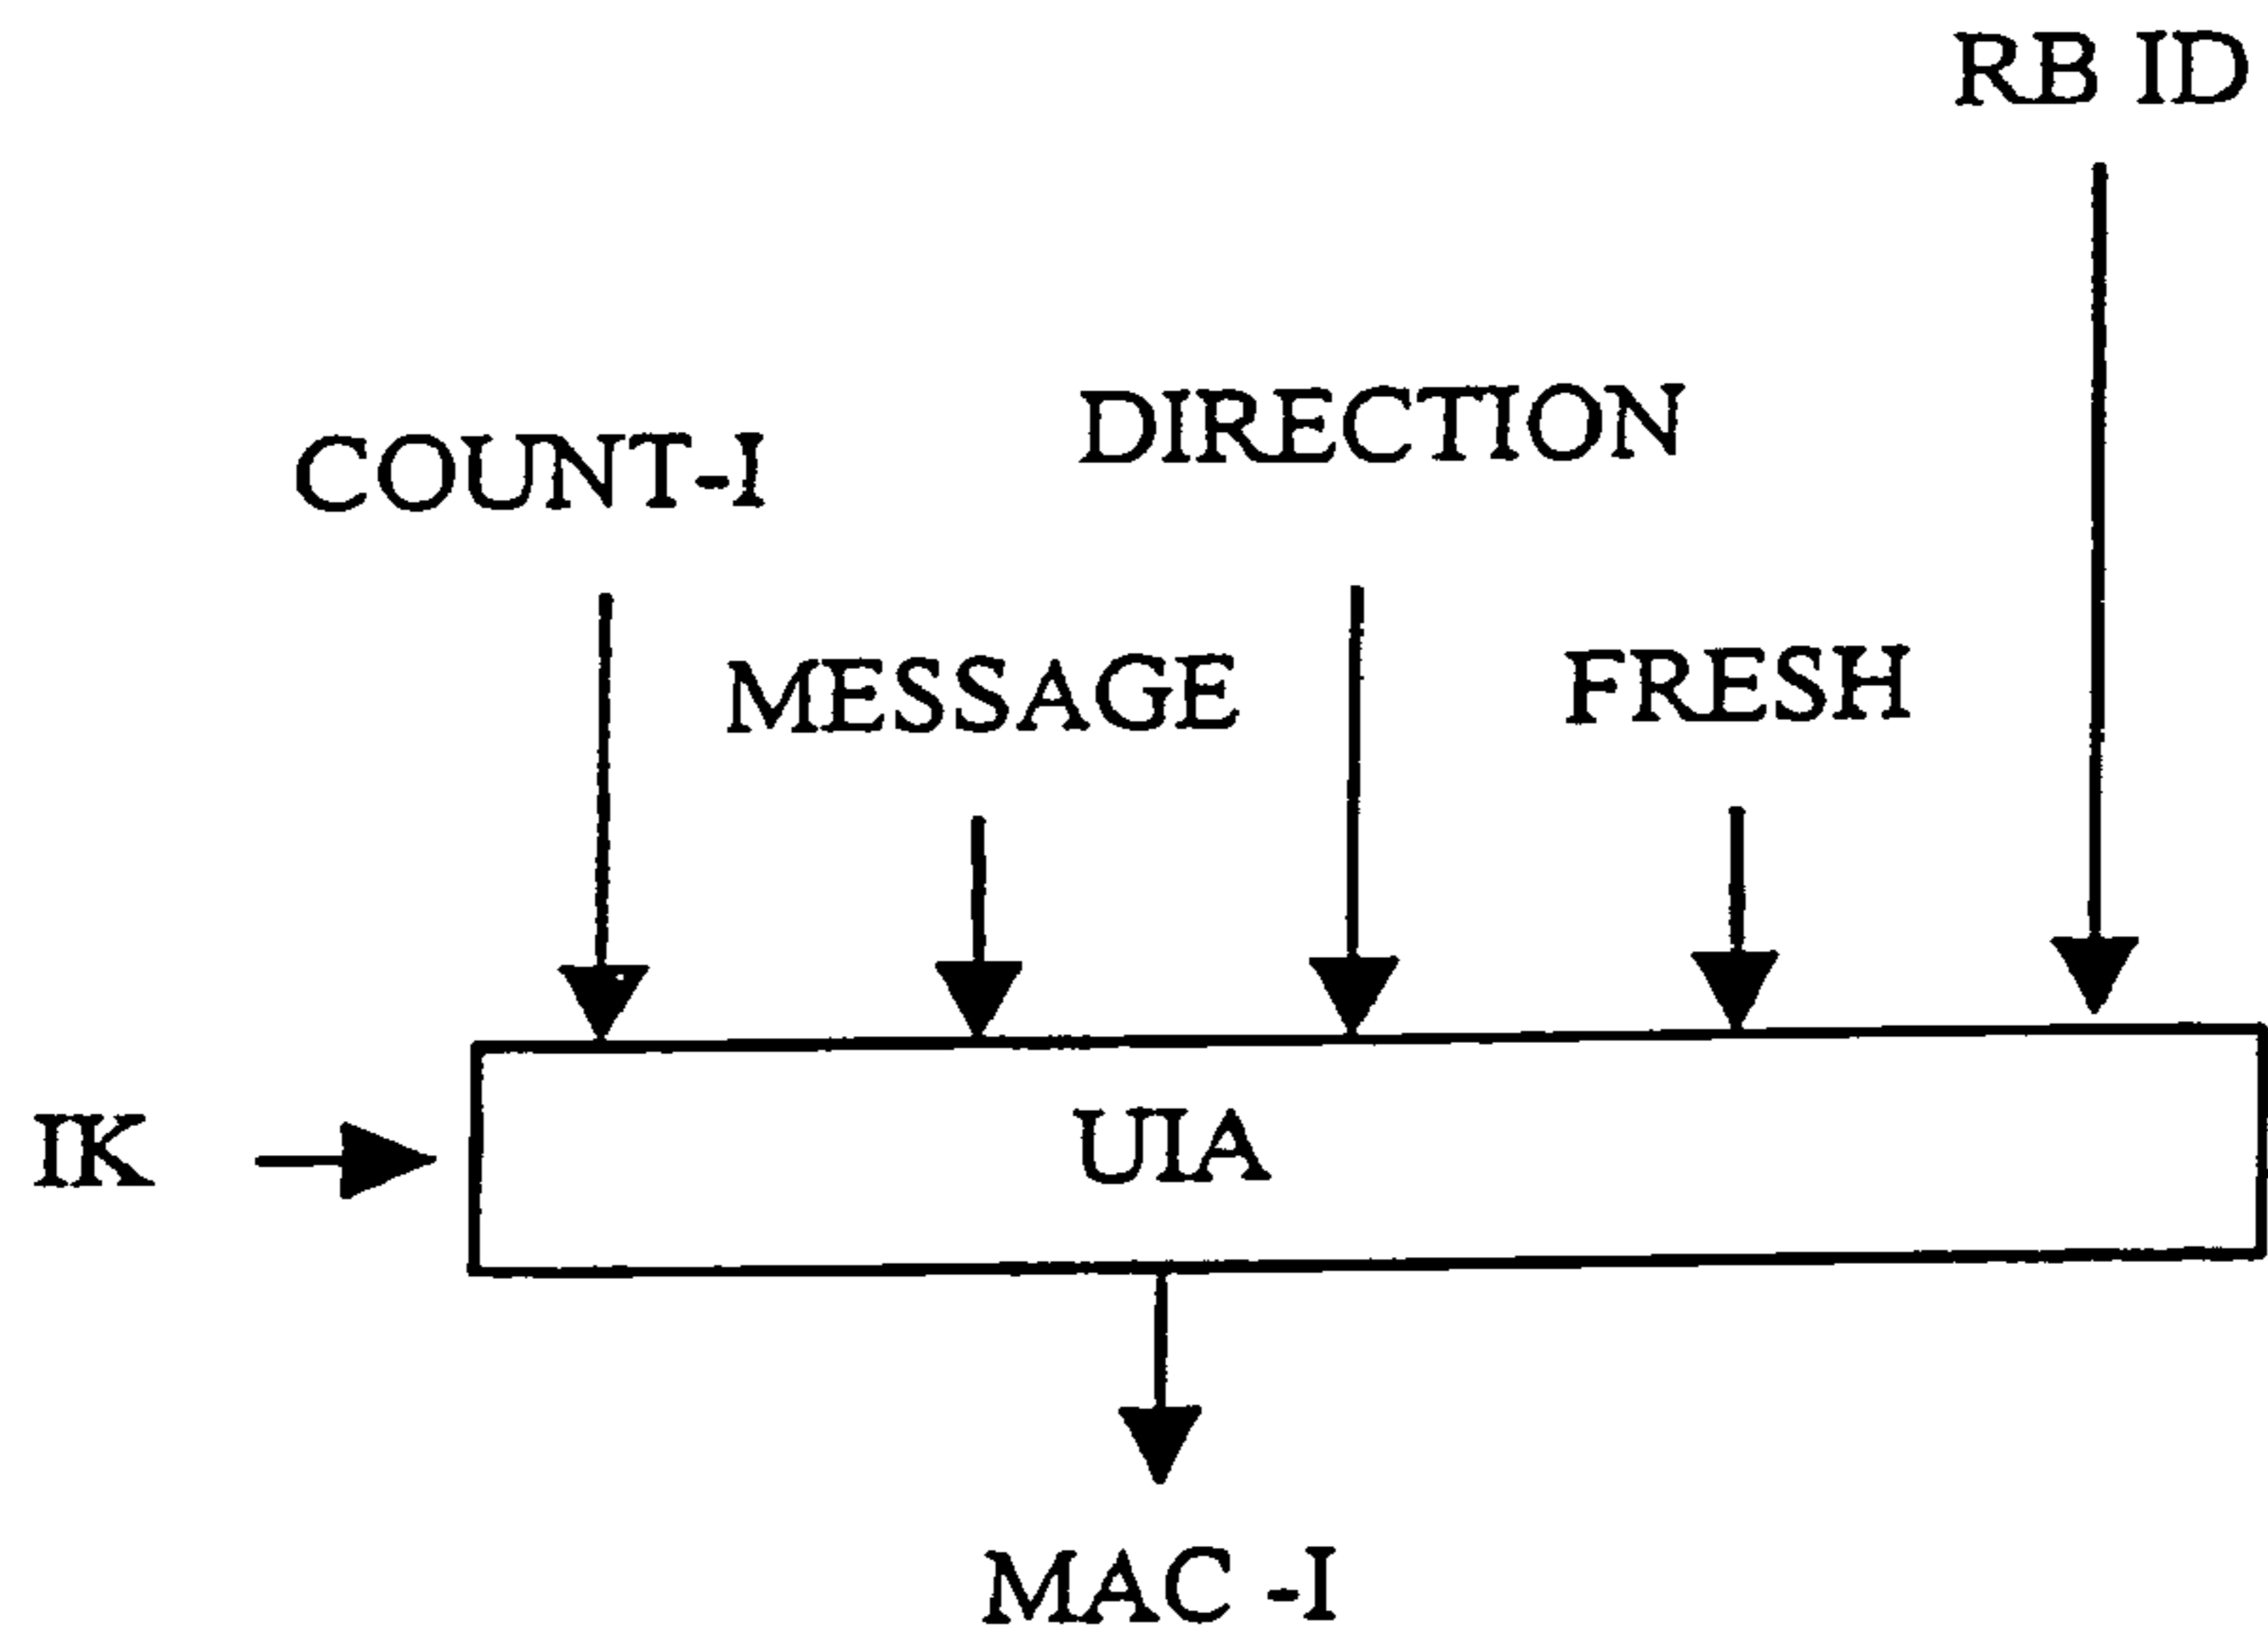 RB ID
DIRECTION
COUNT-I
FRESH
MESSAGE
UIA
IK
MAC -I